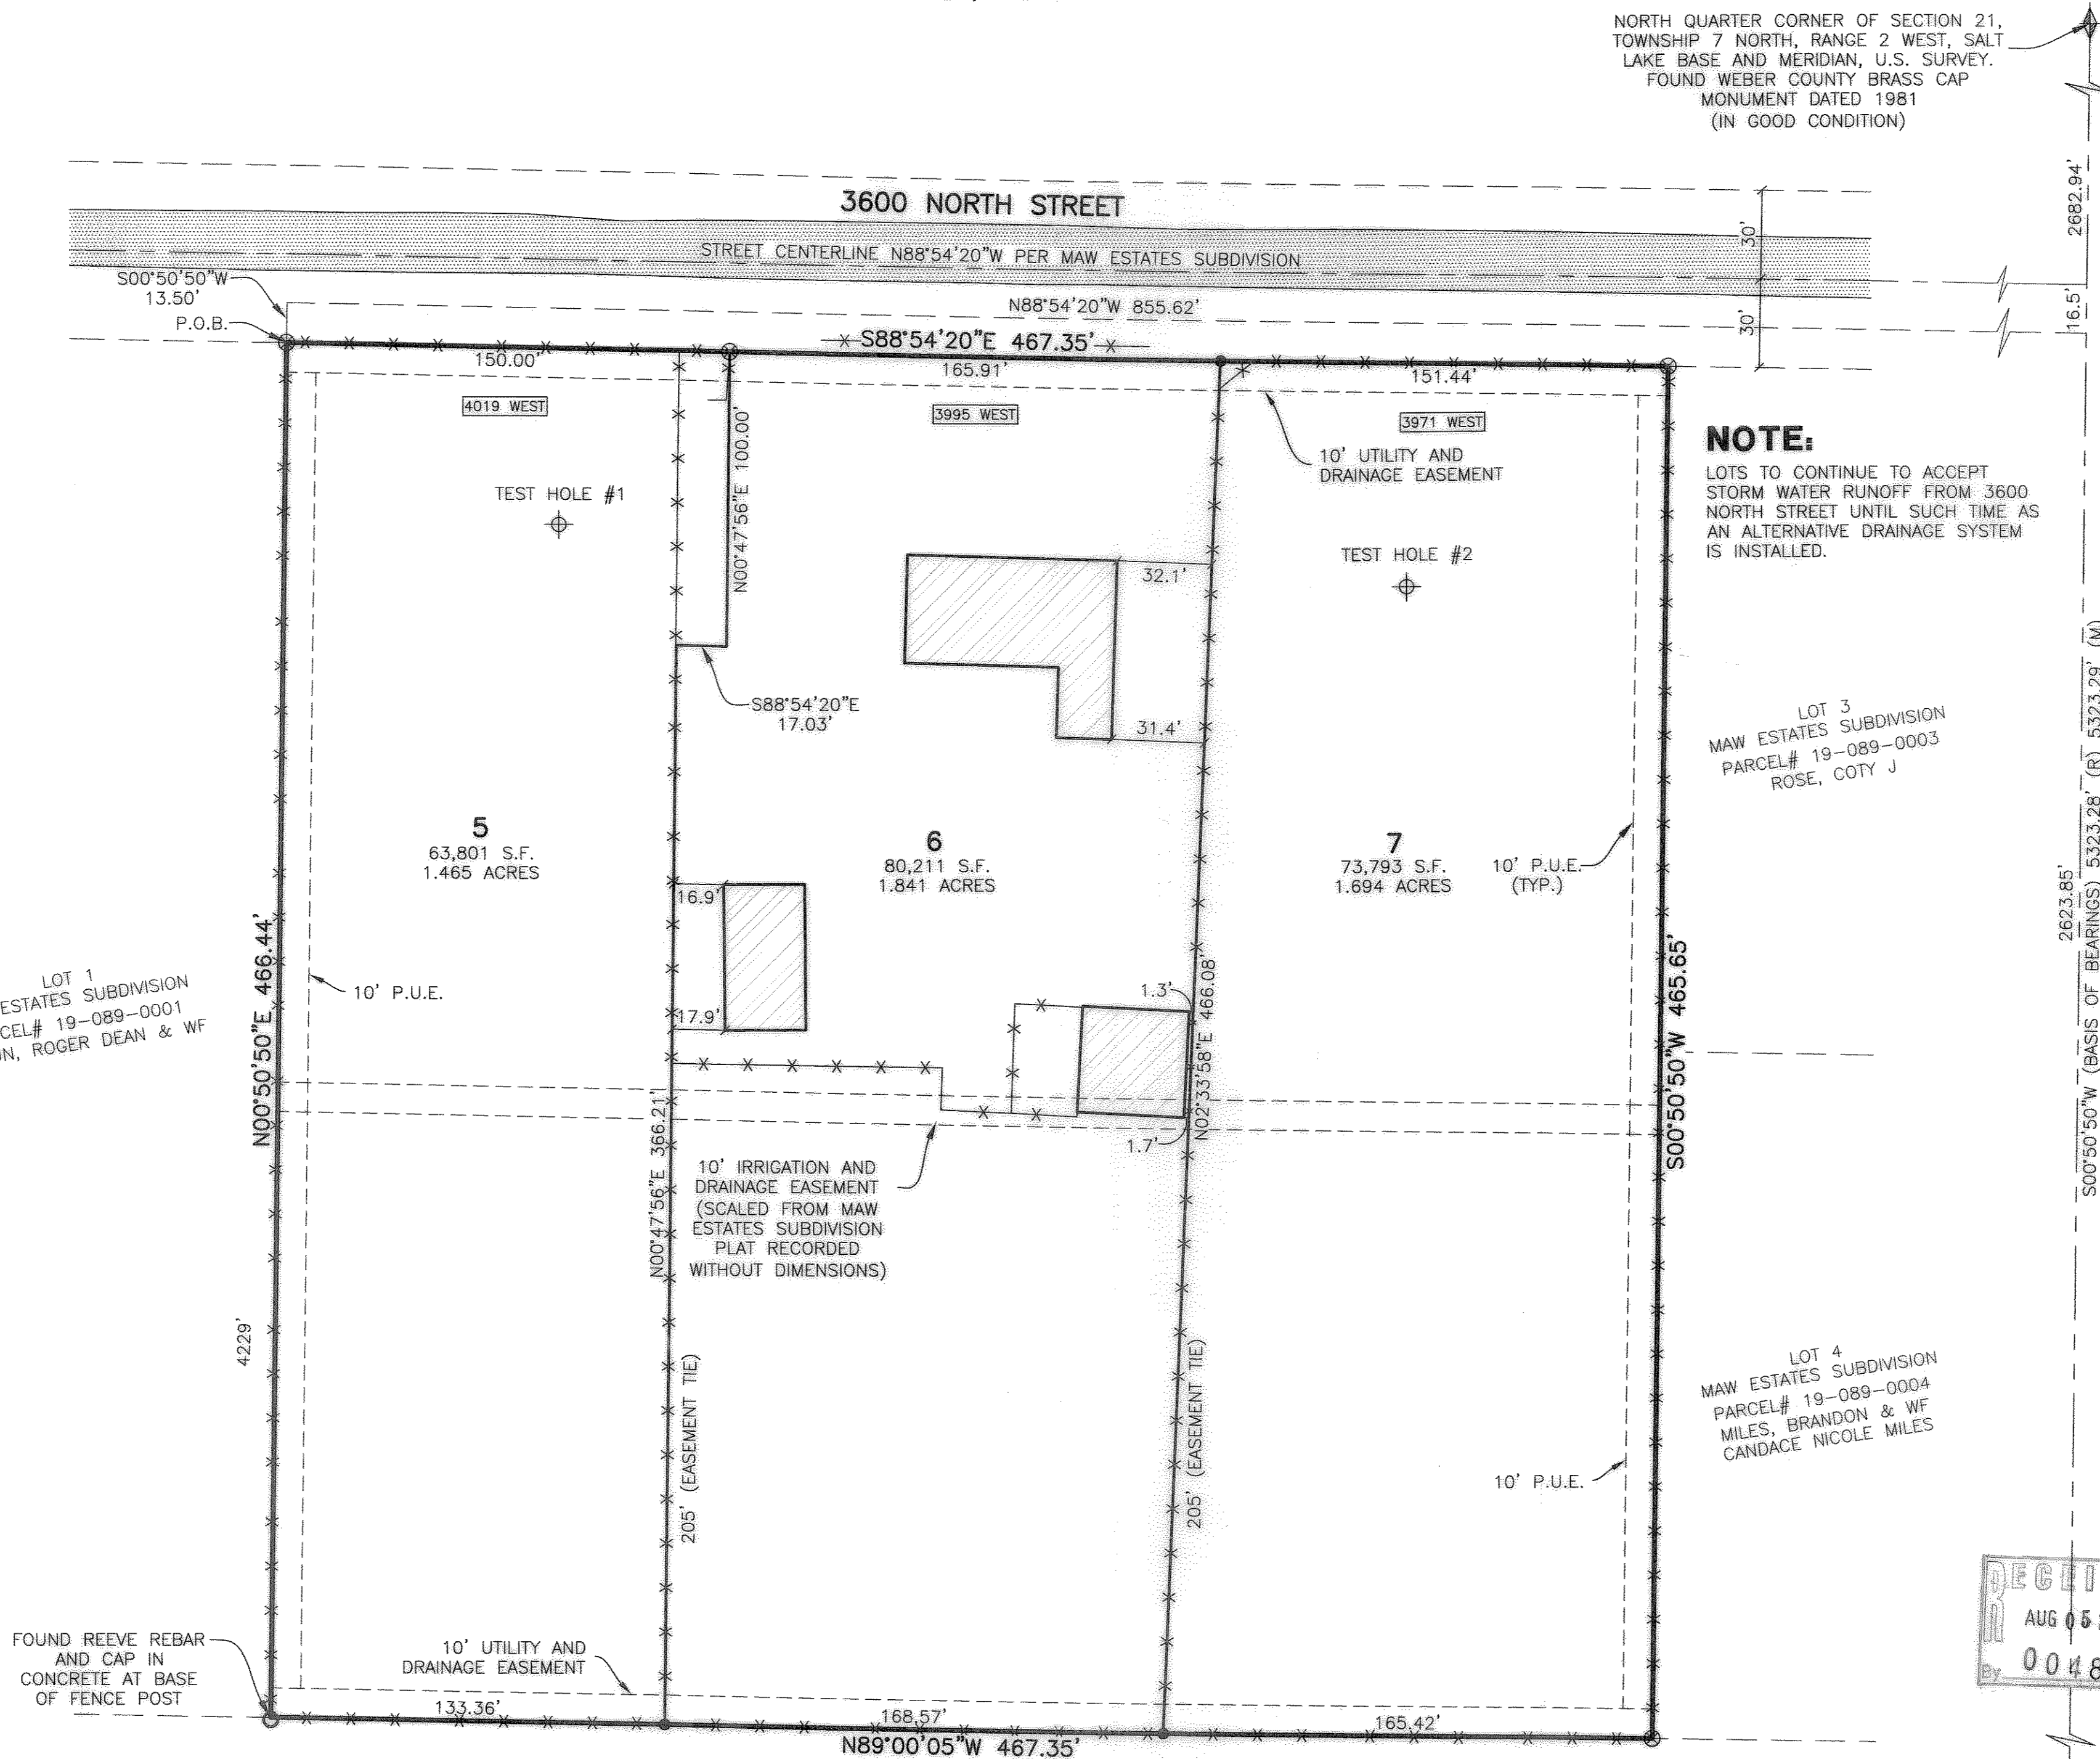 NORTH QUARTER CORNER OF SECTION 21,
TOWNSHIP 7 NORTH, RANGE 2 WEST, SALT
LAKE BASE AND MERIDIAN, U.S. SURVEY.
FOUND WEBER COUNTY BRASS CAP
MONUMENT DATED 1981
(IN GOOD CONDITION)
2682.94'
3600 NORTH STREET
30'
STREET CENTERLINE N88°54'20"W PER MAW ESTATES SUBDIVISION
S00°50'50"W
13.50'
N88°54'20"W 855.62'
16.5'
30'
P.O.B.
S88°54'20"E 467.35'
150.00'
165.91'
151.44'
4019 WEST
3995 WEST
3971 WEST
NOTE:
LOTS TO CONTINUE TO ACCEPT
STORM WATER RUNOFF FROM 3600
NORTH STREET UNTIL SUCH TIME AS
AN ALTERNATIVE DRAINAGE SYSTEM
IS INSTALLED.
10' UTILITY AND
DRAINAGE EASEMENT
N00°47'56"E 100.00'
TEST HOLE #1
TEST HOLE #2
32.1'
S88°54'20"E
17.03'
31.4'
LOT 3
MAW ESTATES SUBDIVISION
PARCEL# 19-089-0003
ROSE, COTY J
5
63,801 S.F.
1.465 ACRES
6
80,211 S.F.
1.841 ACRES
7
73,793 S.F.
1.694 ACRES
10' P.U.E.
(TYP.)
16.9'
17.9'
N00°50'50"E 466.44'
LOT 1
ESTATES SUBDIVISION
CEL# 19-089-0001
N, ROGER DEAN & WF
10' P.U.E.
1.3'
N02°33'58"E 466.08'
1.7'
S00°50'50"W 465.65'
2623.85'
S00°50'50"W (BASIS OF BEARINGS) 5323.28' (R) 5323.29' (M)
N00°47'56"E 366.21'
10' IRRIGATION AND
DRAINAGE EASEMENT
(SCALED FROM MAW
ESTATES SUBDIVISION
PLAT RECORDED
WITHOUT DIMENSIONS)
4229'
205' (EASEMENT TIE)
205' (EASEMENT TIE)
LOT 4
MAW ESTATES SUBDIVISION
PARCEL# 19-089-0004
MILES, BRANDON & WF
CANDACE NICOLE MILES
10' P.U.E.
FOUND REEVE REBAR
AND CAP IN
CONCRETE AT BASE
OF FENCE POST
10' UTILITY AND
DRAINAGE EASEMENT
133.36'
168.57'
165.42'
N89°00'05"W 467.35'
AUG 05
By 0048